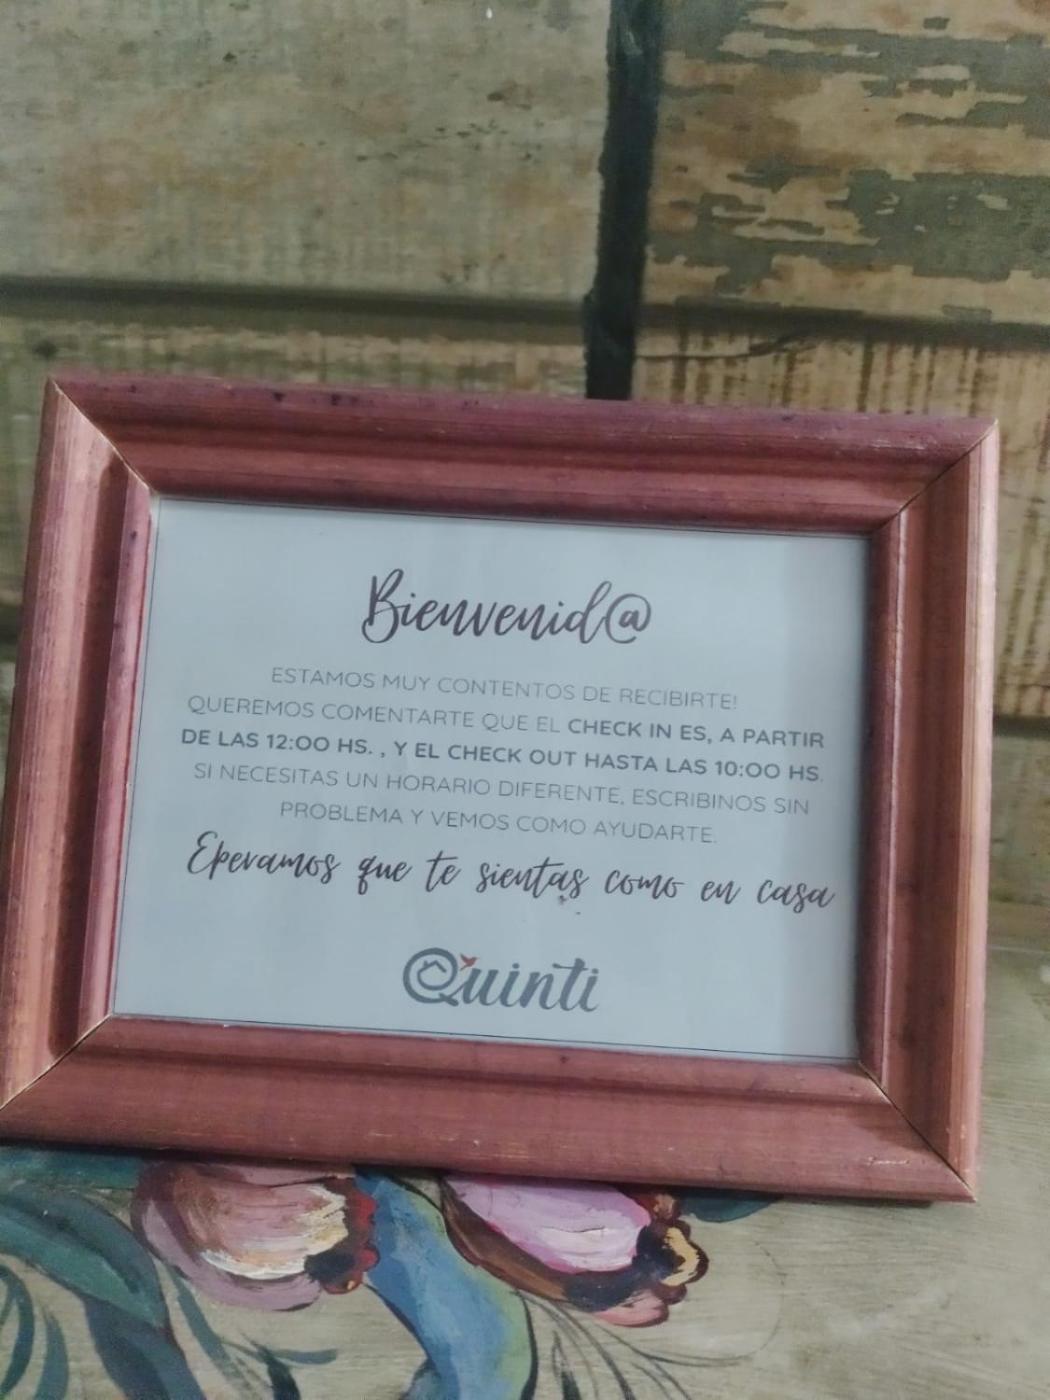 Bienvenid@
ESTAMOS MUY CONTENTOS DE RECIBIRTE!
QUEREMOS COMENTARTE QUE EL CHECK IN ES, A PARTIR
DE LAS 12:00 HS. , Y EL CHECK OUT HASTA LAS 10:00 HS.
SI NECESITAS UN HORARIO DIFERENTE, ESCRIBINOS SIN
PROBLEMA Y VEMOS COMO AYUDARTE.
Eperamos que te sientas como en casa
Quinti